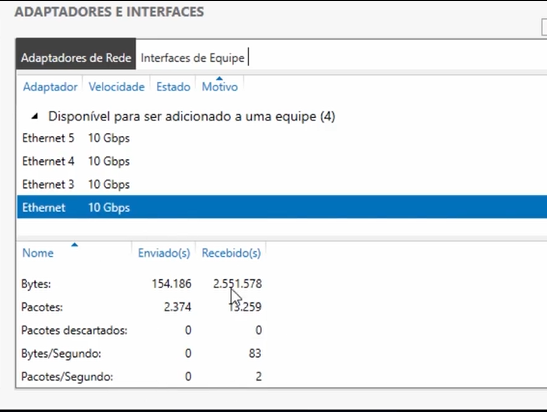 ADAPTADORES E INTERFACES
Adaptadores de Rede Interfaces de Equipe
Adaptador Velocidade Estado Motivo
Disponível para ser adicionado a uma equipe (4)
Ethernet 5 10 Gbps
Ethernet 4 10 Gbps
Ethernet 3 10 Gbps
Ethernet 10 Gbps
Nome Enviado(s) Recebido(s)
Bytes: 154.186 2.551.578
Pacotes: 2.374 13.259
Pacotes descartados: 0 0
Bytes/Segundo: 0 83
Pacotes/Segundo: 0 2